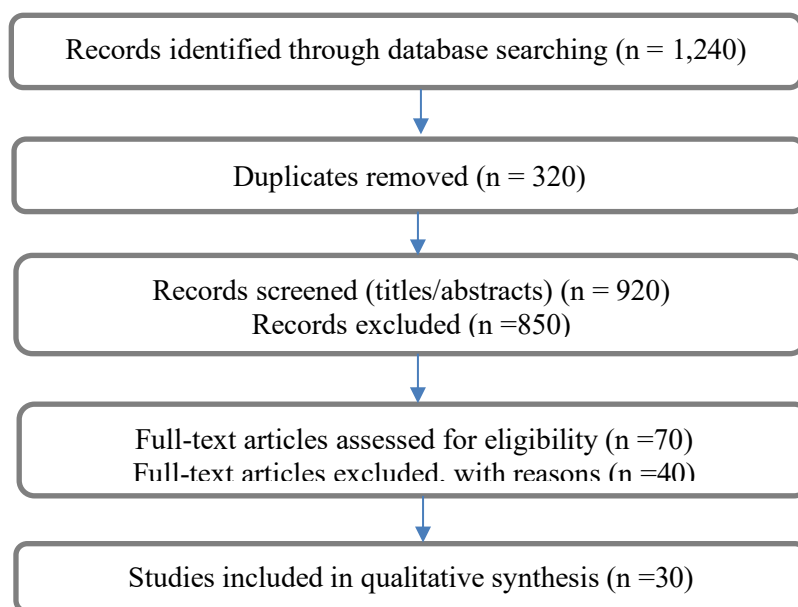 Records identified through database searching (n = 1,240)
Duplicates removed (n = 320)
Records screened (titles/abstracts) (n = 920)
Records excluded (n =850)
Full-text articles assessed for eligibility (n =70)
Full-text articles excluded, with reasons (n =40)
Studies included in qualitative synthesis (n =30)